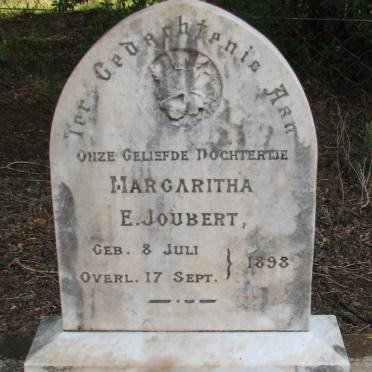 Ter Gedachtenis Aan
Onze Geliefde Dochtertje
Margaritha
E. Joubert,
Geb. 8 Juli
Overl. 17 Sept. } 1898